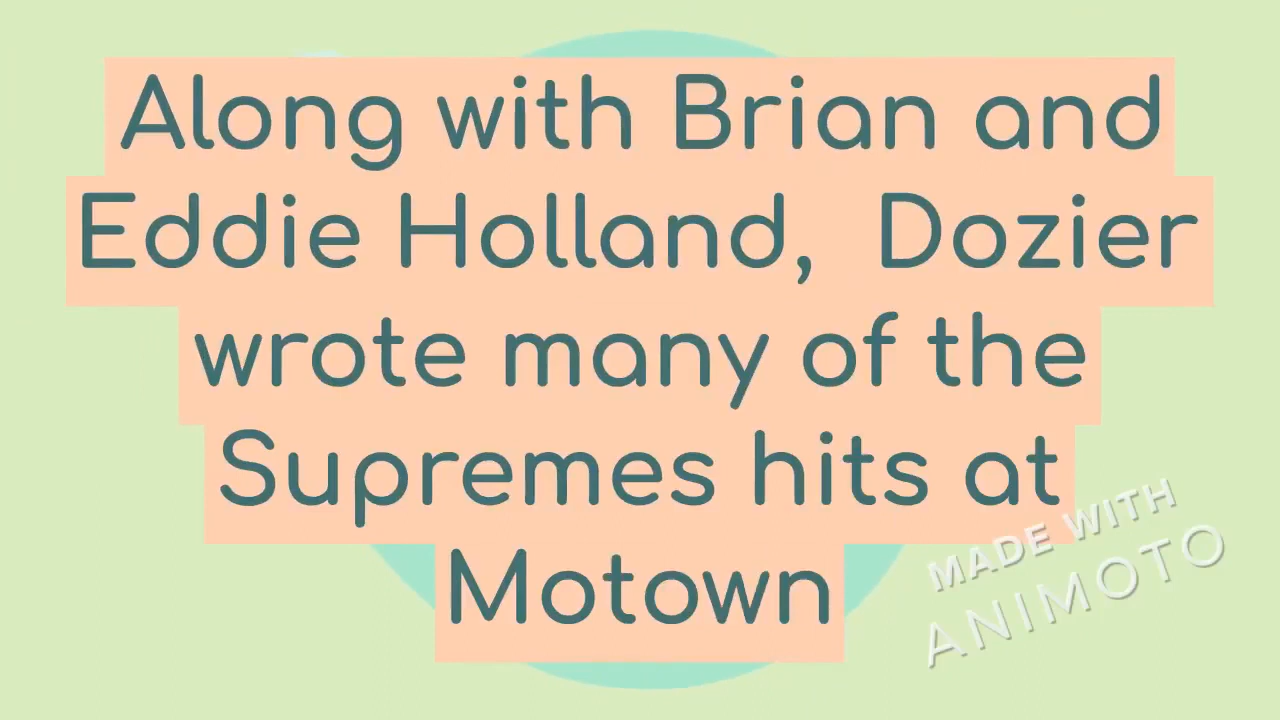 Along with Brian and
Eddie Holland,  Dozier
wrote many of the
Supremes hits at
Motown
MADE WITH
ANIMOTO